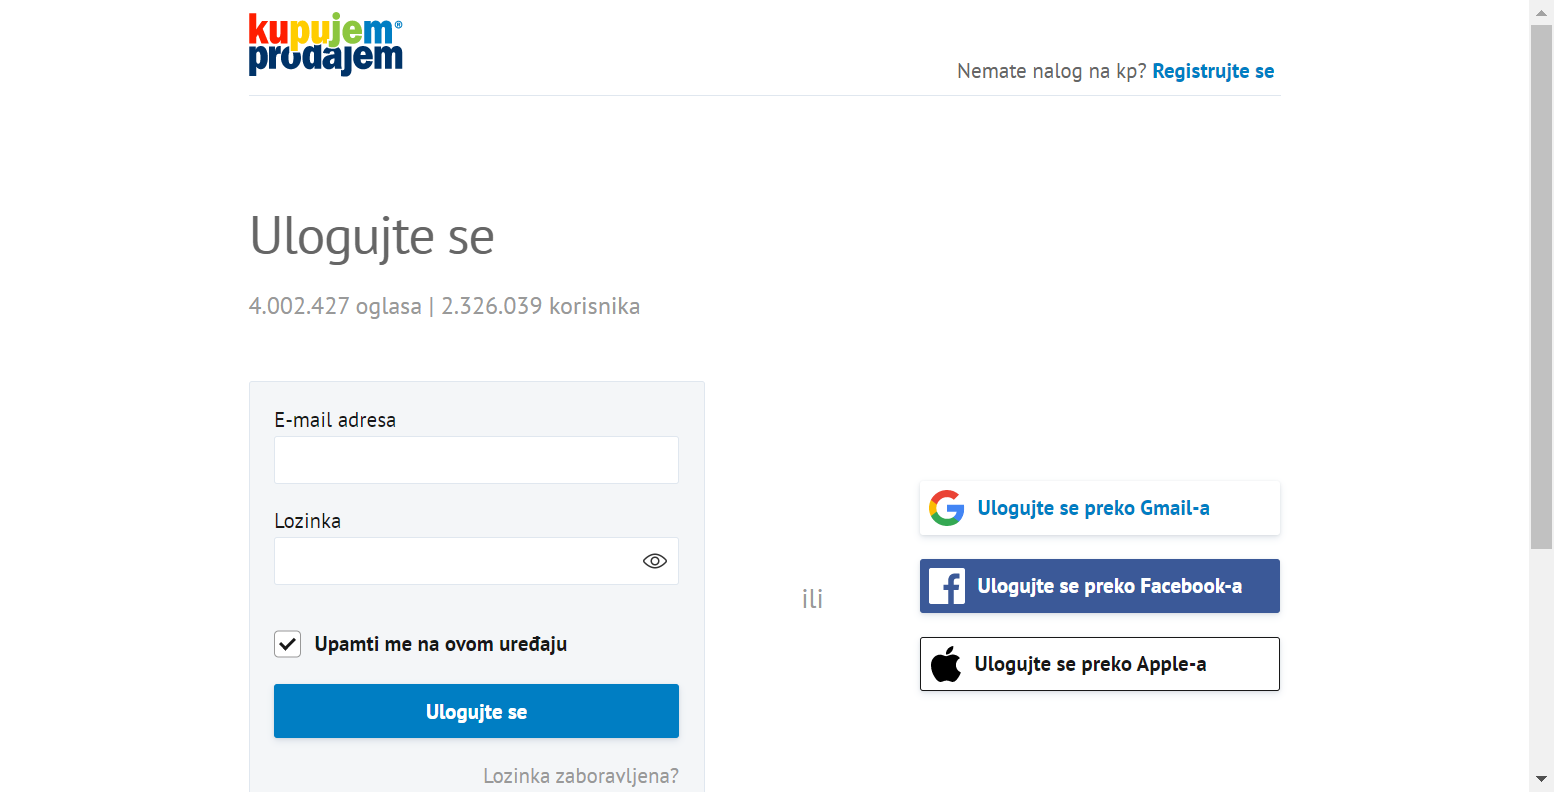 kupujem®
prodajem
Nemate nalog na kp? Registrujte se
Ulogujte se
4.002.427 oglasa | 2.326.039 korisnika
E-mail adresa
Lozinka
Upamti me na ovom uređaju
Ulogujte se
Lozinka zaboravljena?
ili
Ulogujte se preko Gmail-a
Ulogujte se preko Facebook-a
Ulogujte se preko Apple-a